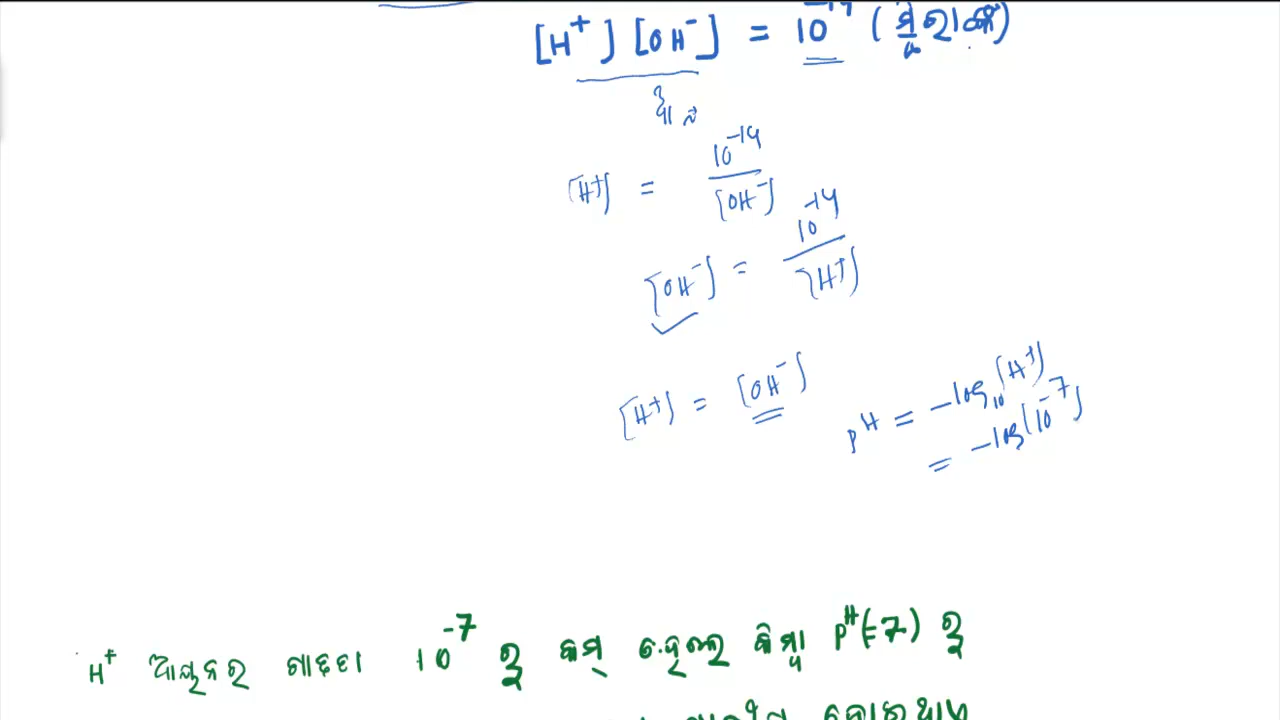 [H⁺] [OH⁻] = 10⁻¹⁴ (
[H⁺] = 10⁻¹⁴ / [OH⁻]
[OH⁻] = 10⁻¹⁴ / [H⁺]
[H⁺] = [OH⁻]
pH = -log₁₀[H⁺]
= -log(10⁻⁷)
H⁺ ଆୟନର ଗାଢ଼ତା 10⁻⁷ ରୁ କମ୍ ହେଲେ କିମ୍ବା pH(=7) ରୁ